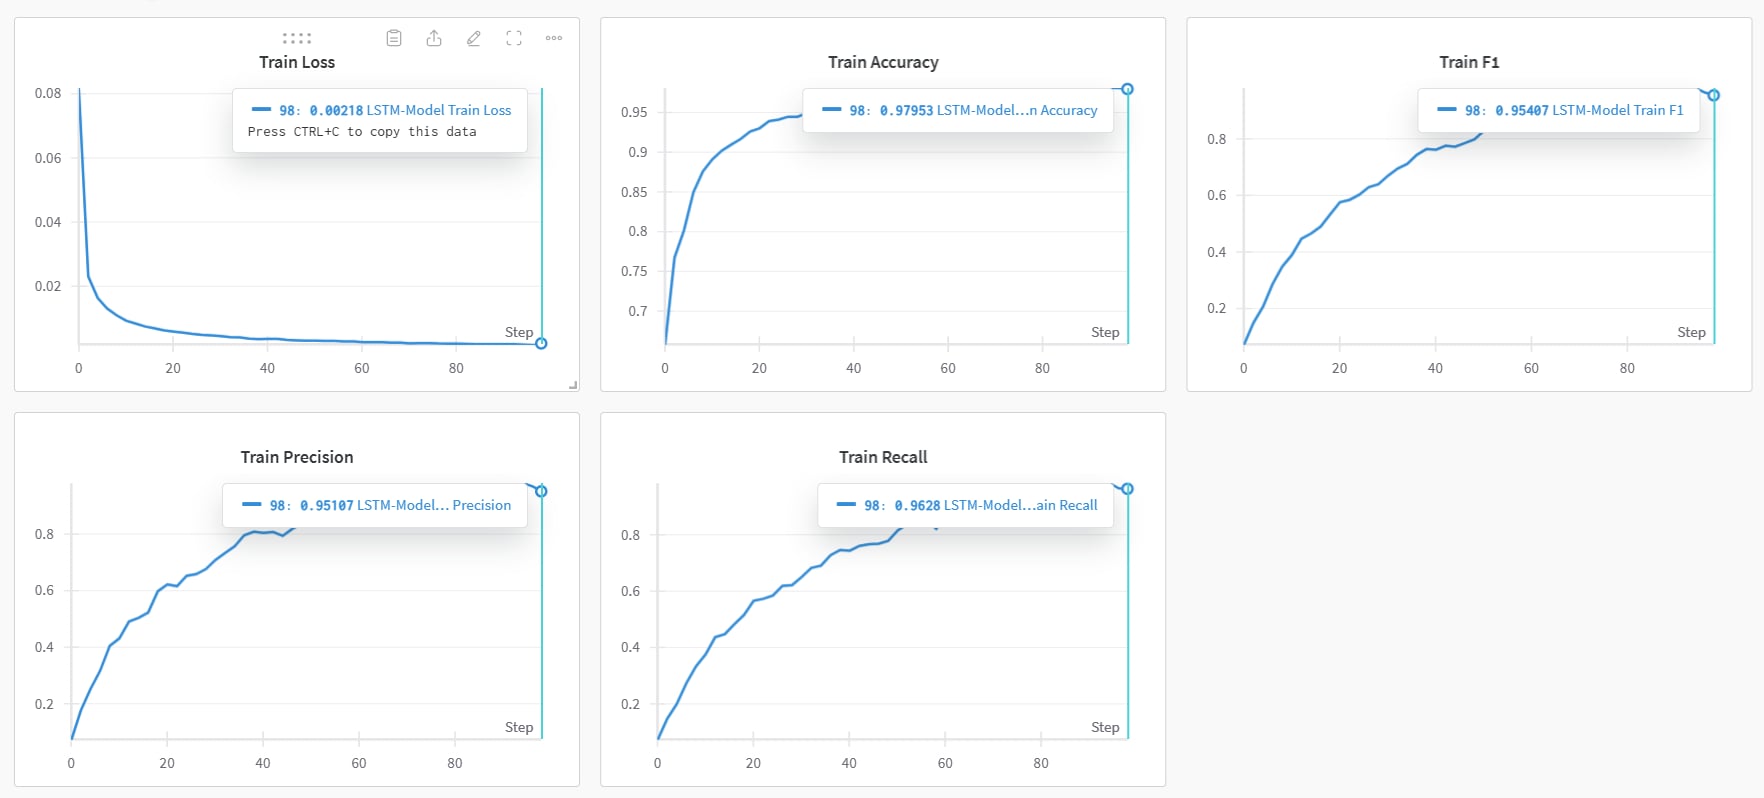 Train Loss
0.08
0.06
0.04
0.02
98: 0.00218 LSTM-Model Train Loss
Press CTRL+C to copy this data
Step
0 20 40 60 80
Train Accuracy
0.95
0.9
0.85
0.8
0.75
0.7
98: 0.97953 LSTM-Model...n Accuracy
Step
0 20 40 60 80
Train F1
0.8
0.6
0.4
0.2
98: 0.95407 LSTM-Model Train F1
Step
0 20 40 60 80
Train Precision
0.8
0.6
0.4
0.2
98: 0.95107 LSTM-Model... Precision
Step
0 20 40 60 80
Train Recall
0.8
0.6
0.4
0.2
98: 0.9628 LSTM-Model...ain Recall
Step
0 20 40 60 80